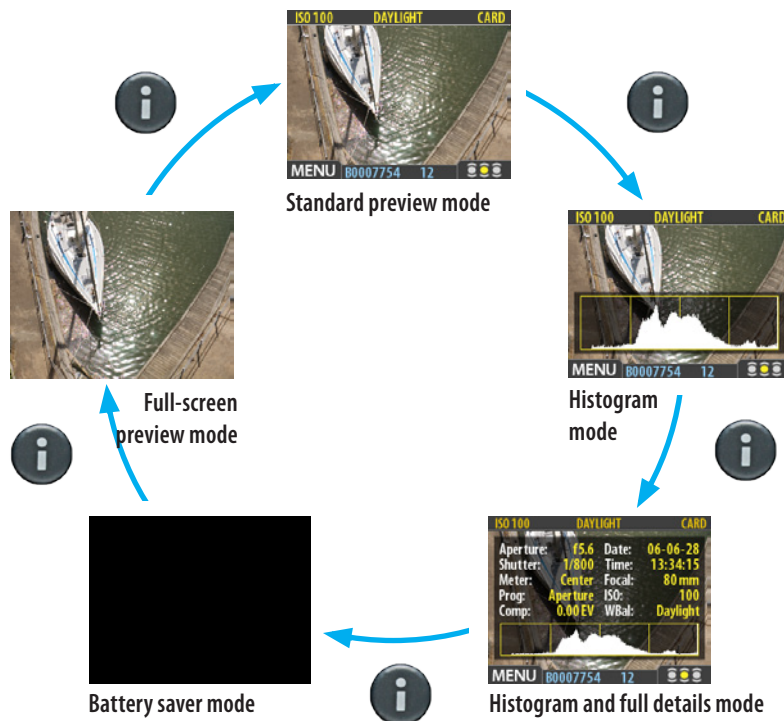 ISO 100 DAYLIGHT CARD
MENU B0007754 12
Standard preview mode
ISO 100 DAYLIGHT CARD
MENU B0007754 12
Histogram
mode
Full-screen
preview mode
ISO 100 DAYLIGHT CARD
Aperture: f5.6 Date: 06-06-28
Shutter: 1/800 Time: 13:34:15
Meter: Center Focal: 80 mm
Prog: Aperture ISO: 100
Comp: 0.00 EV WBal: Daylight
MENU B0007754 12
Histogram and full details mode
Battery saver mode